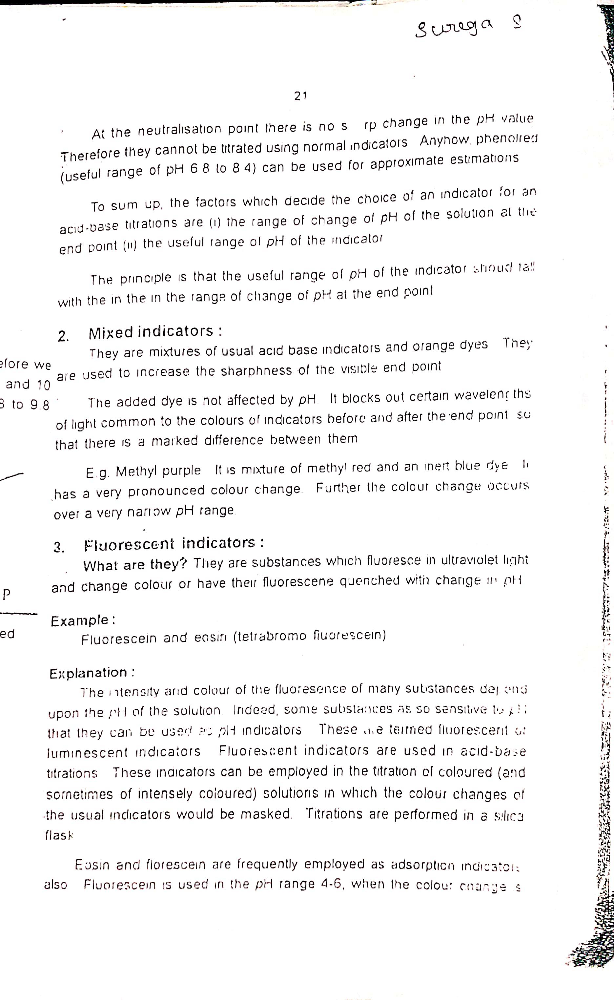 Surega S
21
At the neutralisation point there is no s rp change in the pH value
Therefore they cannot be titrated using normal indicators Anyhow, phenolred
(useful range of pH 6 8 to 8 4) can be used for approximate estimations
To sum up, the factors which decide the choice of an indicator for an
acid-base titrations are (i) the range of change of pH of the solution at the
end point (ii) the useful range of pH of the indicator
The principle is that the useful range of pH of the indicator shoud fall
with the in the in the range of change of pH at the end point
2. Mixed indicators :
They are mixtures of usual acid base indicators and orange dyes They
are used to increase the sharphness of the visible end point
The added dye is not affected by pH It blocks out certain wavelengths
of light common to the colours of indicators before and after the end point so
that there is a marked difference between them
E.g. Methyl purple It is mixture of methyl red and an inert blue dye It
has a very pronounced colour change. Further the colour change occurs
over a very narrow pH range.
3. Fluorescent indicators :
What are they? They are substances which fluoresce in ultraviolet light
and change colour or have their fluorescene quenched with change in pH
Example :
Fluorescein and eosin (tetrabromo fluorescein)
Explanation :
The intensity and colour of the fluoresence of many substances depend
upon the pH of the solution. Indeed, some substances as so sensitive to pH
that they can be used as pH indicators These are termed fluorescent or
luminescent indicators Fluorescent indicators are used in acid-base
titrations These indicators can be employed in the titration of coloured (and
sometimes of intensely coloured) solutions in which the colour changes of
the usual indicators would be masked. Titrations are performed in a silica
flask
Eosin and florescein are frequently employed as adsorption indicators
also Fluorescein is used in the pH range 4-6, when the colour change s
efore we
and 10
to 9.8
P
ed